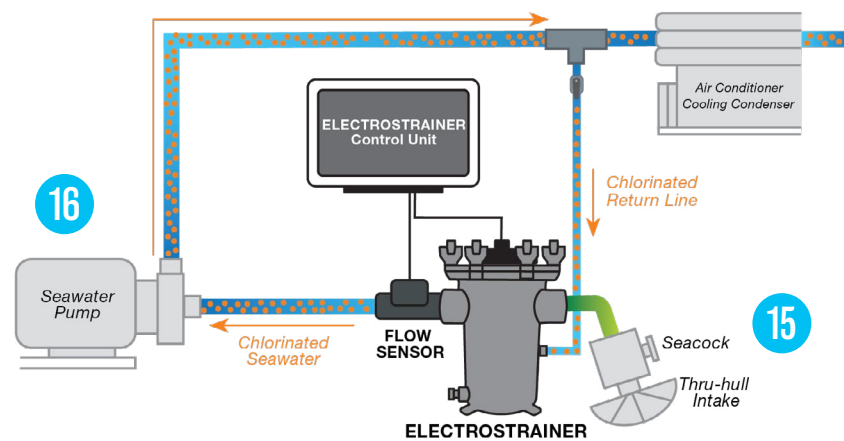 Air Conditioner
Cooling Condenser
ELECTROSTRAINER
Control Unit
Chlorinated
Return Line
16
Seawater
Pump
15
Chlorinated
Seawater
FLOW
SENSOR
Seacock
Thru-hull
Intake
ELECTROSTRAINER